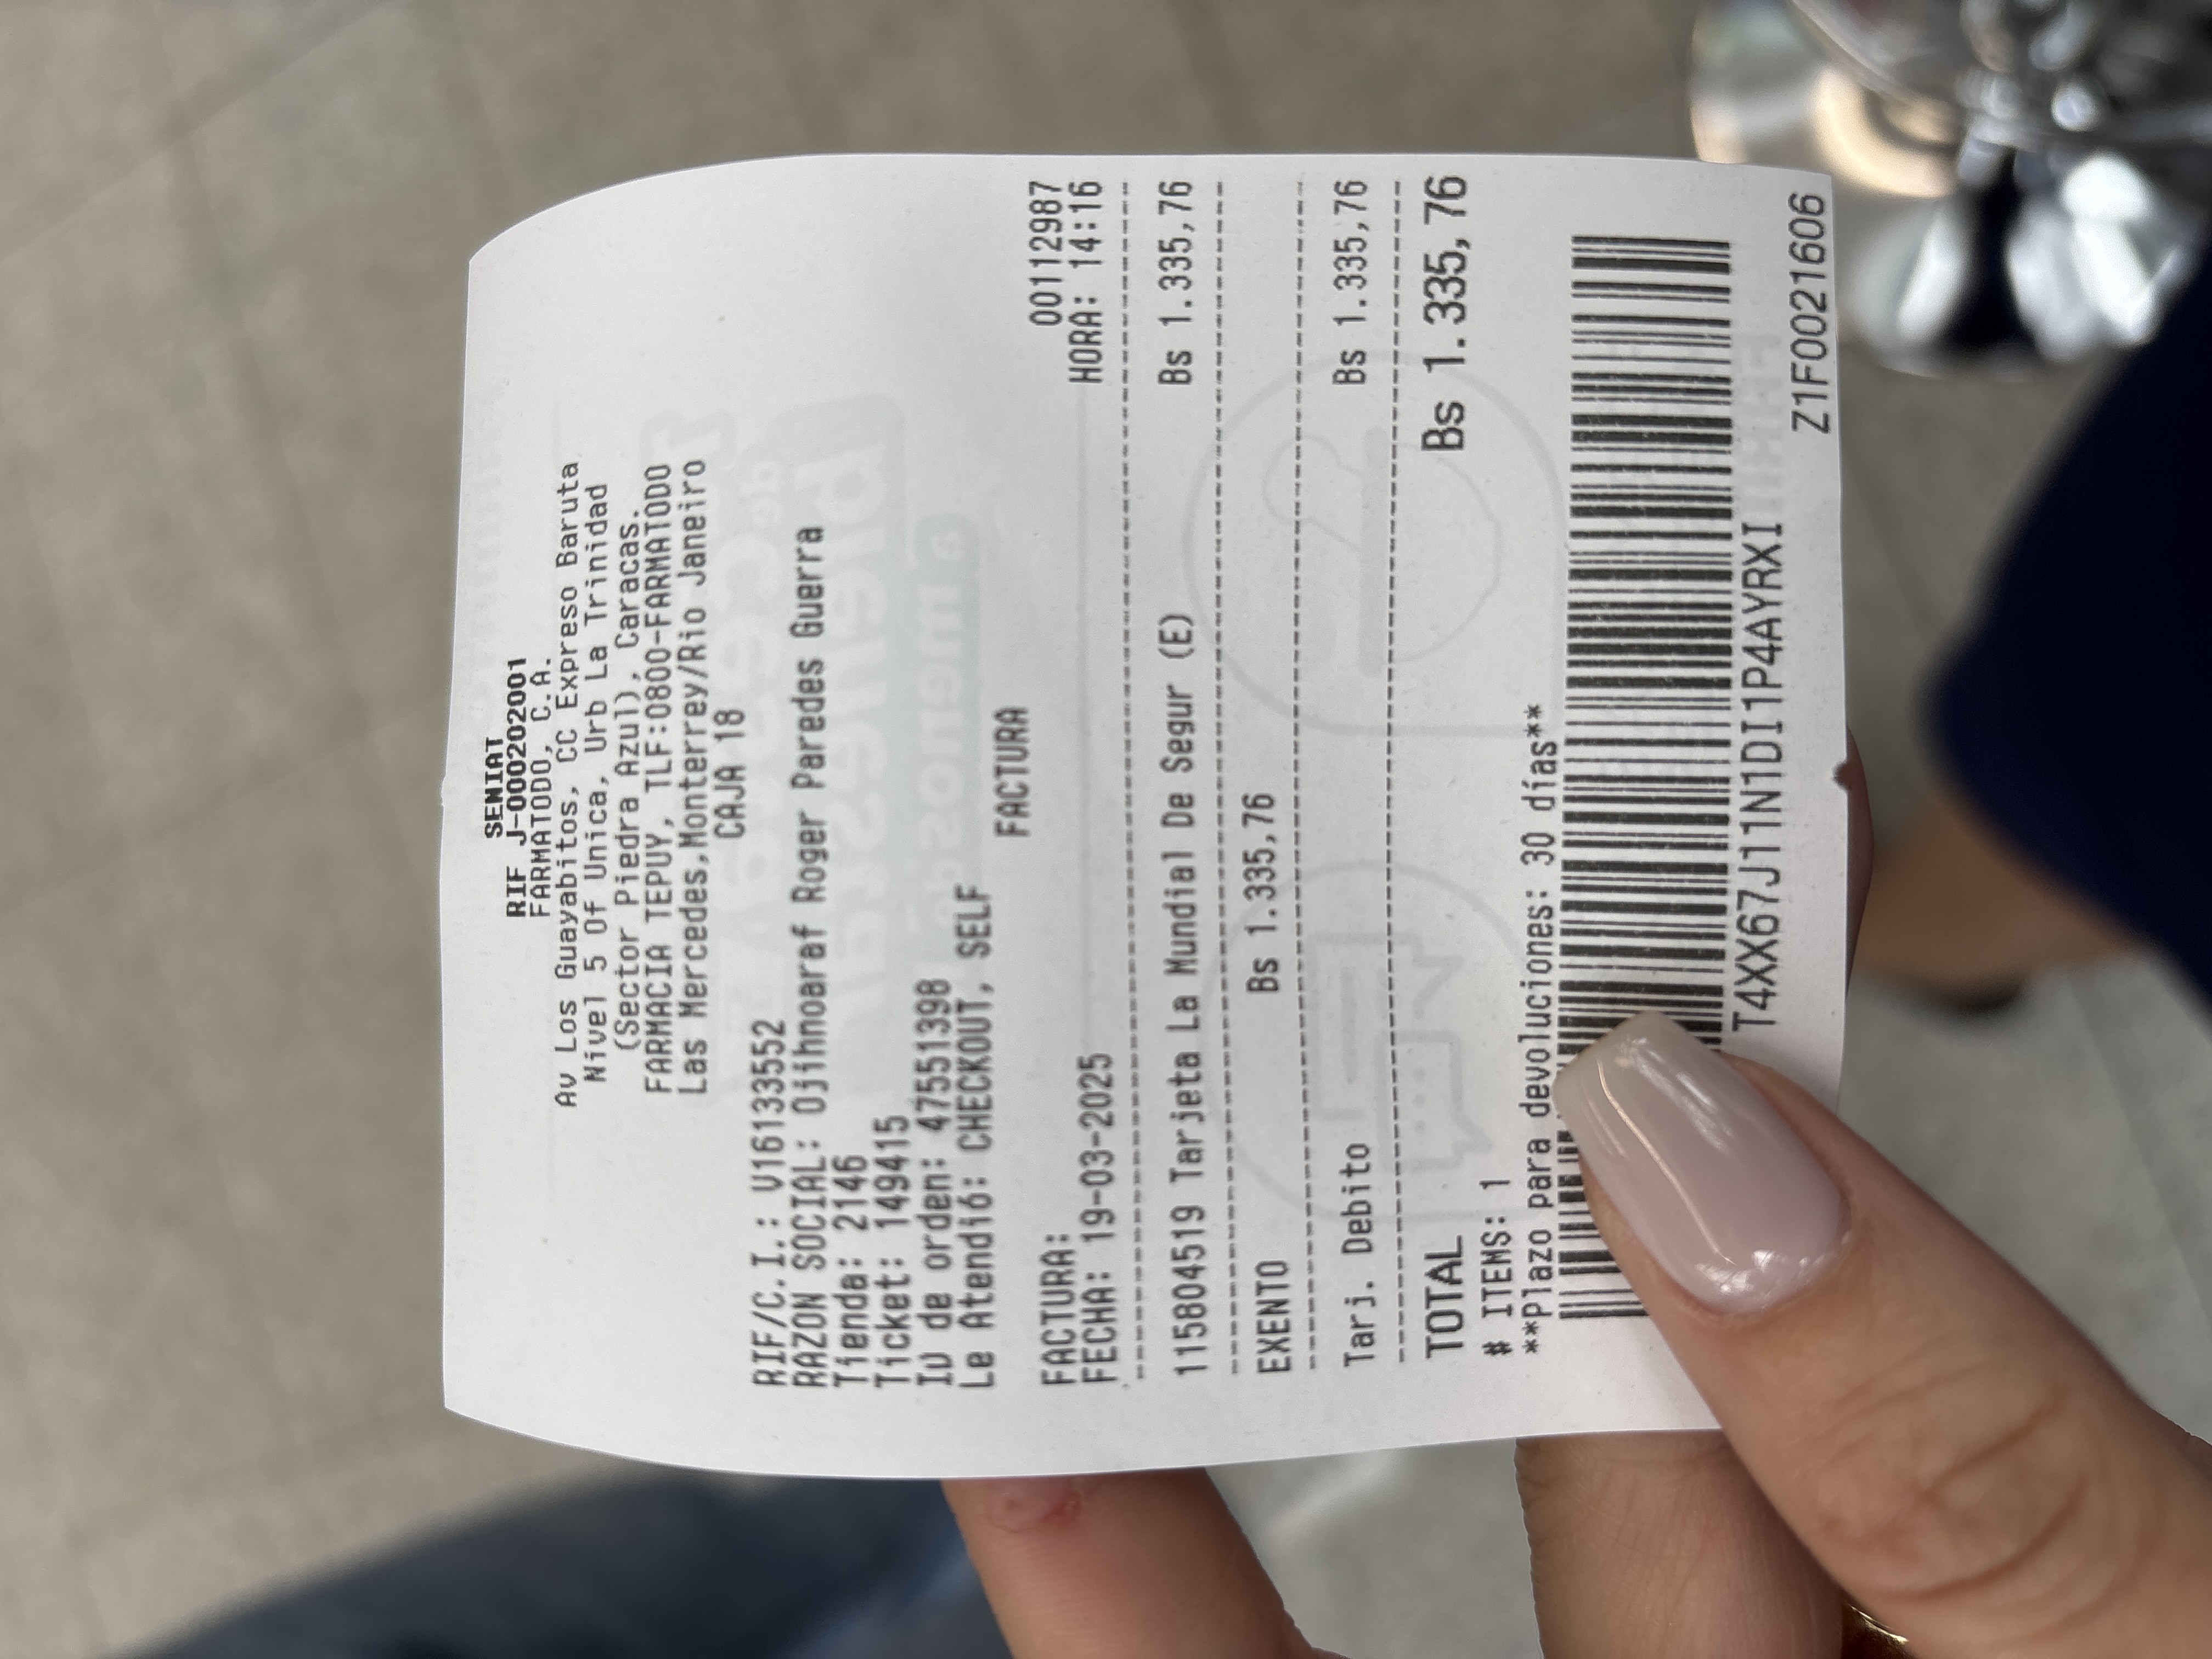 SENIAT
RIF J-000202001
FARMATODO, C.A.
Av Los Guayabitos, CC Expreso Baruta
Nivel 5 Of Unica, Urb La Trinidad
(Sector Piedra Azul), Caracas.
FARMACIA TEPUY, TLF:0800-FARMATODO
Las Mercedes,Monterrey/Rio Janeiro
CAJA 18
RIF/C.I.: V16133552
RAZON SOCIAL: Ojihnoaraf Roger Paredes Guerra
Tienda: 2146
Ticket: 149415
ID de orden: 47551398
Le Atendió: CHECKOUT, SELF
FACTURA
FACTURA: 00112987
FECHA: 19-03-2025 HORA: 14:16
115804519 Tarjeta La Mundial De Segur (E) Bs 1.335,76
EXENTO Bs 1.335,76
Tarj. Debito Bs 1.335,76
TOTAL Bs 1.335,76
# ITEMS: 1
**Plazo para devoluciones: 30 días**
T4XX67J11N1DI1P4AYRXI
Z1F0021606